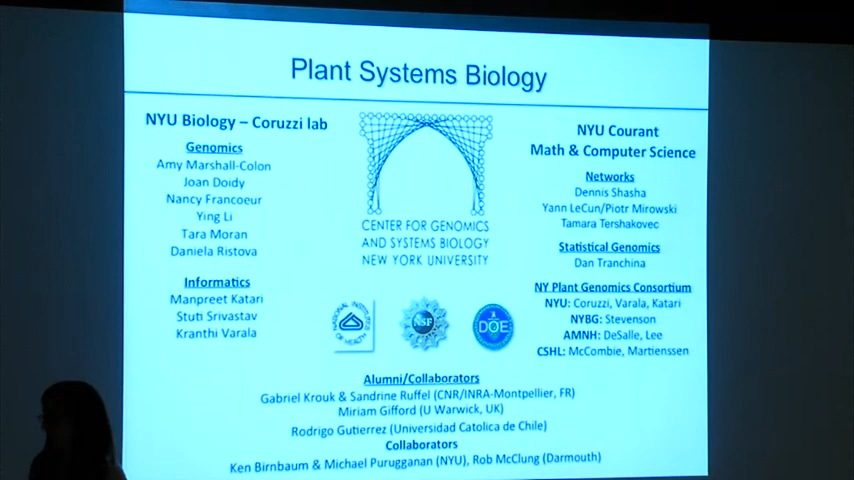 Plant Systems Biology
NYU Biology – Coruzzi lab
Genomics
Amy Marshall-Colon
Joan Doidy
Nancy Francoeur
Ying Li
Tara Moran
Daniela Ristova
Informatics
Manpreet Katari
Stuti Srivastav
Kranthi Varala
CENTER FOR GENOMICS
AND SYSTEMS BIOLOGY
NEW YORK UNIVERSITY
NATIONAL INSTITUTES
OF HEALTH
NSF
DOE
NYU Courant
Math & Computer Science
Networks
Dennis Shasha
Yann LeCun/Piotr Mirowski
Tamara Tershakovec
Statistical Genomics
Dan Tranchina
NY Plant Genomics Consortium
NYU: Coruzzi, Varala, Katari
NYBG: Stevenson
AMNH: DeSalle, Lee
CSHL: McCombie, Martienssen
Alumni/Collaborators
Gabriel Krouk & Sandrine Ruffel (CNR/INRA-Montpellier, FR)
Miriam Gifford (U Warwick, UK)
Rodrigo Gutierrez (Universidad Catolica de Chile)
Collaborators
Ken Birnbaum & Michael Purugganan (NYU), Rob McClung (Darmouth)